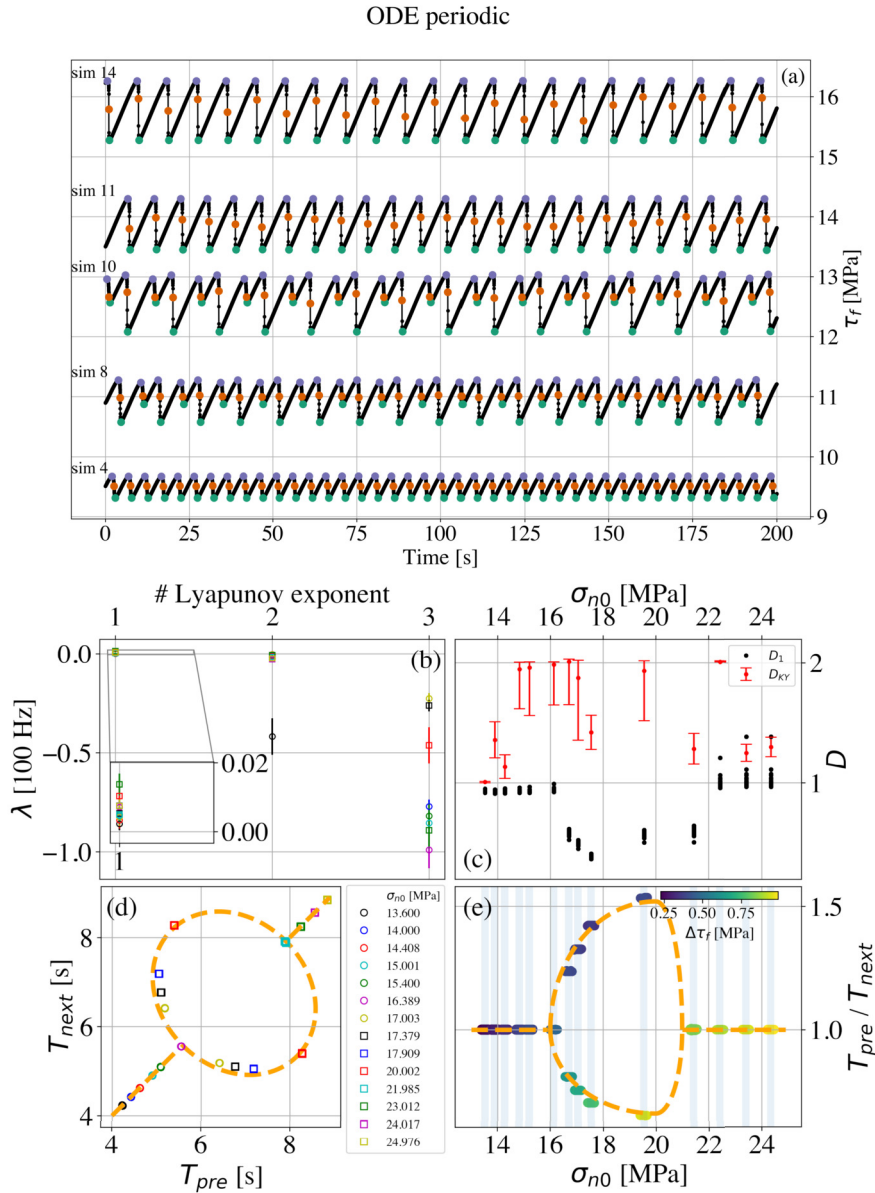 ODE periodic
sim 14
(a)
16
15
sim 11
14
sim 10
13
τ_f [MPa]
12
sim 8
11
10
sim 4
9
0 25 50 75 100 125 150 175 200
Time [s]
# Lyapunov exponent
1 2 3
σ_n0 [MPa]
14 16 18 20 22 24
0.0
−0.5
−1.0
λ [100 Hz]
(b)
0.02
0.00
1
D_1
D_KY
2
1
D
(c)
(d)
8
6
4
T_next [s]
4 6 8
T_pre [s]
σ_n0 [MPa]
13.600
14.000
14.408
15.001
15.400
16.389
17.003
17.379
17.909
20.002
21.985
23.012
24.017
24.976
(e)
0.25 0.75
Δτ_f [MPa]
1.5
1.0
T_pre / T_next
14 16 18 20 22 24
σ_n0 [MPa]